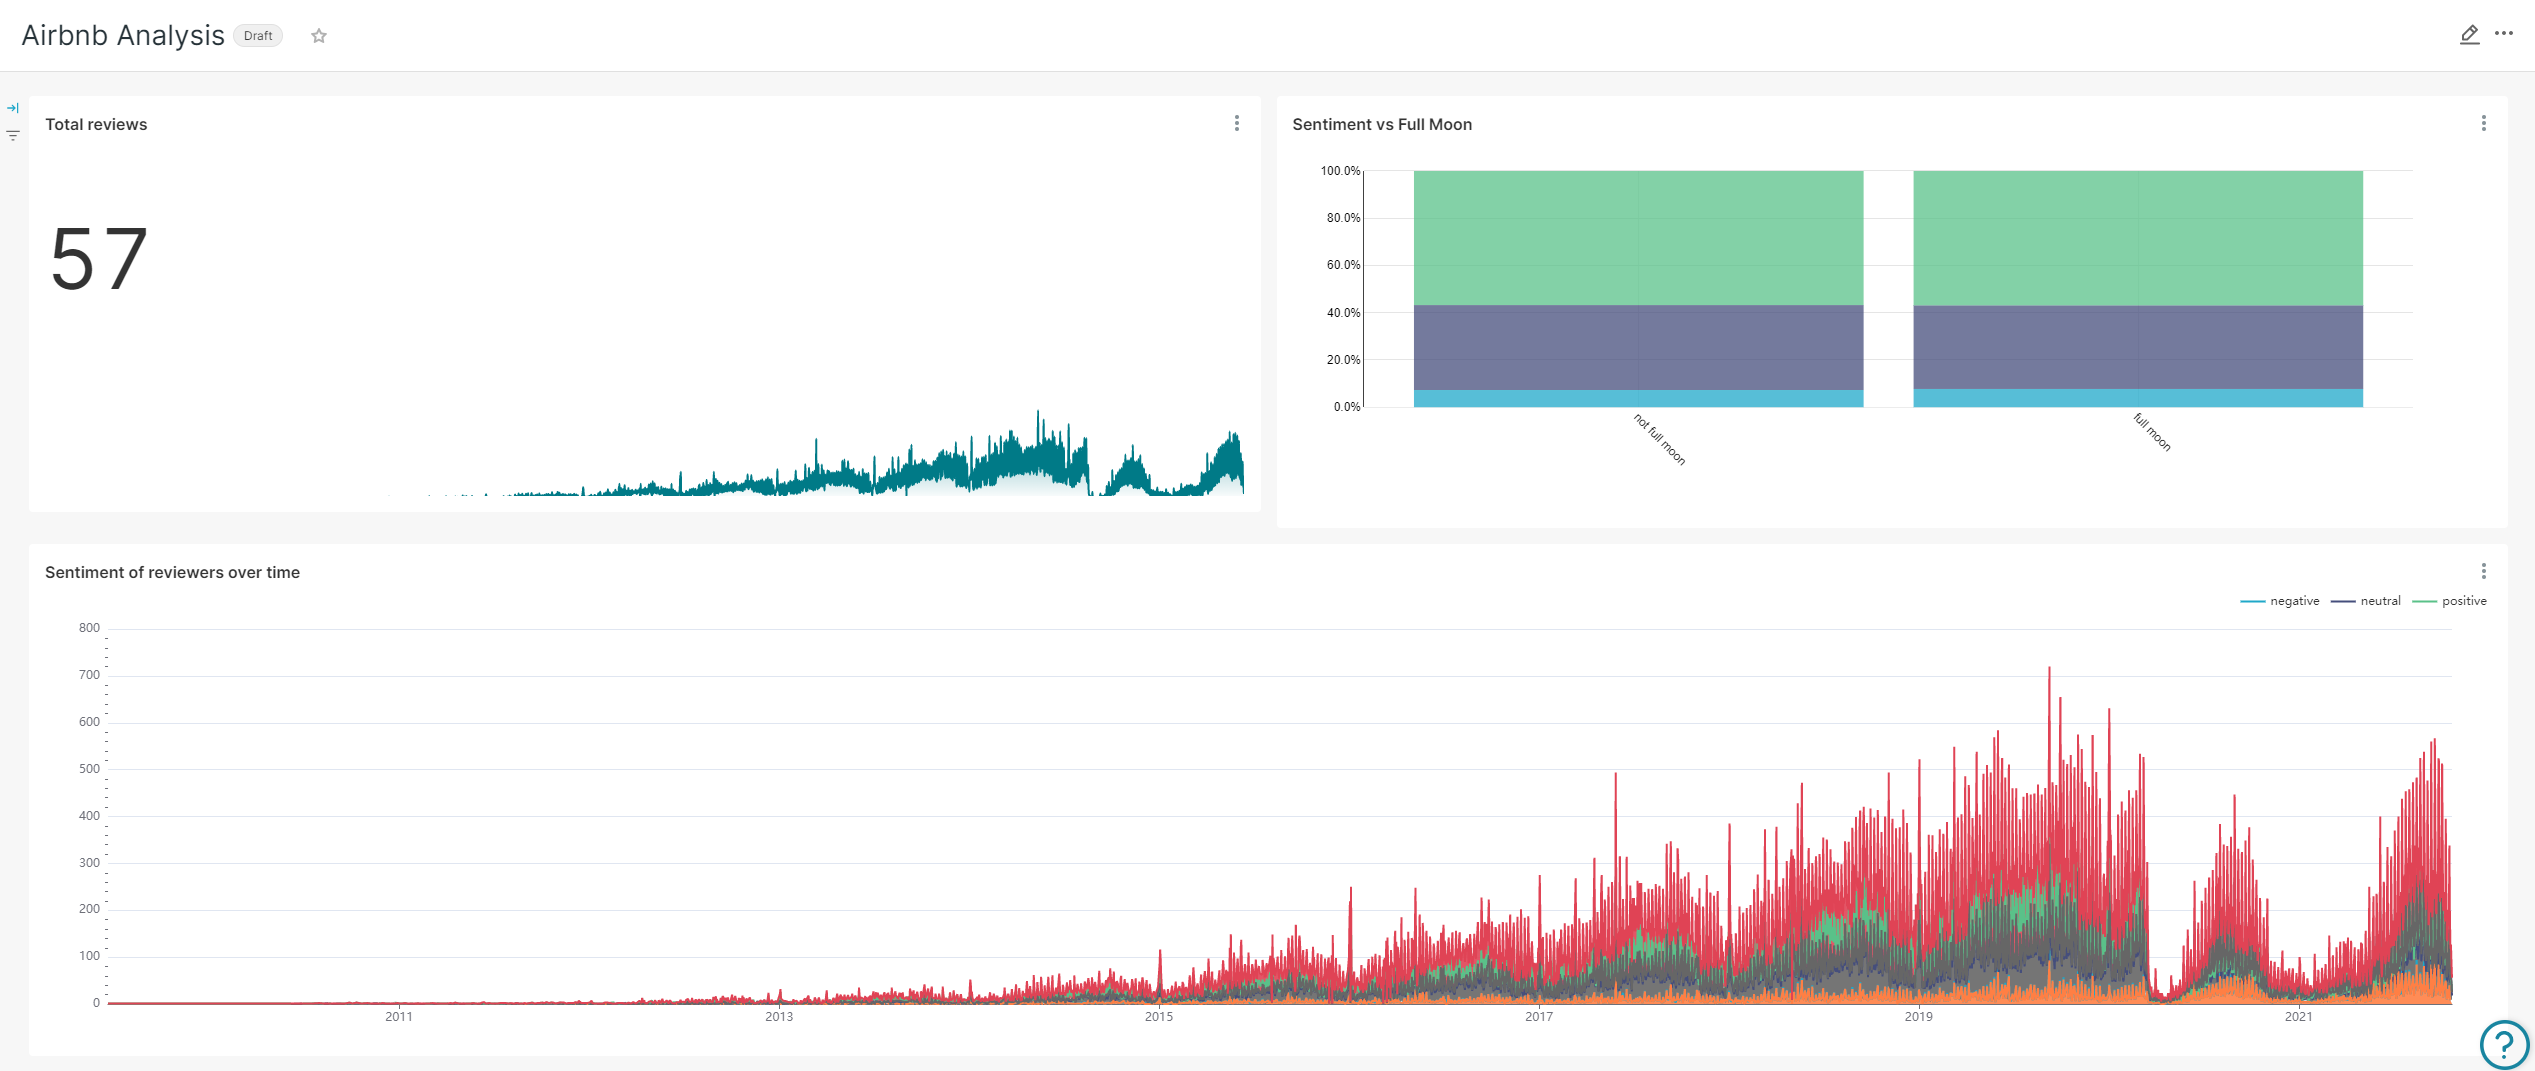 Airbnb Analysis Draft
Total reviews
57
Sentiment vs Full Moon
100.0%
80.0%
60.0%
40.0%
20.0%
0.0%
not full moon
full moon
Sentiment of reviewers over time
negative neutral positive
800
700
600
500
400
300
200
100
0
2011 2013 2015 2017 2019 2021
?